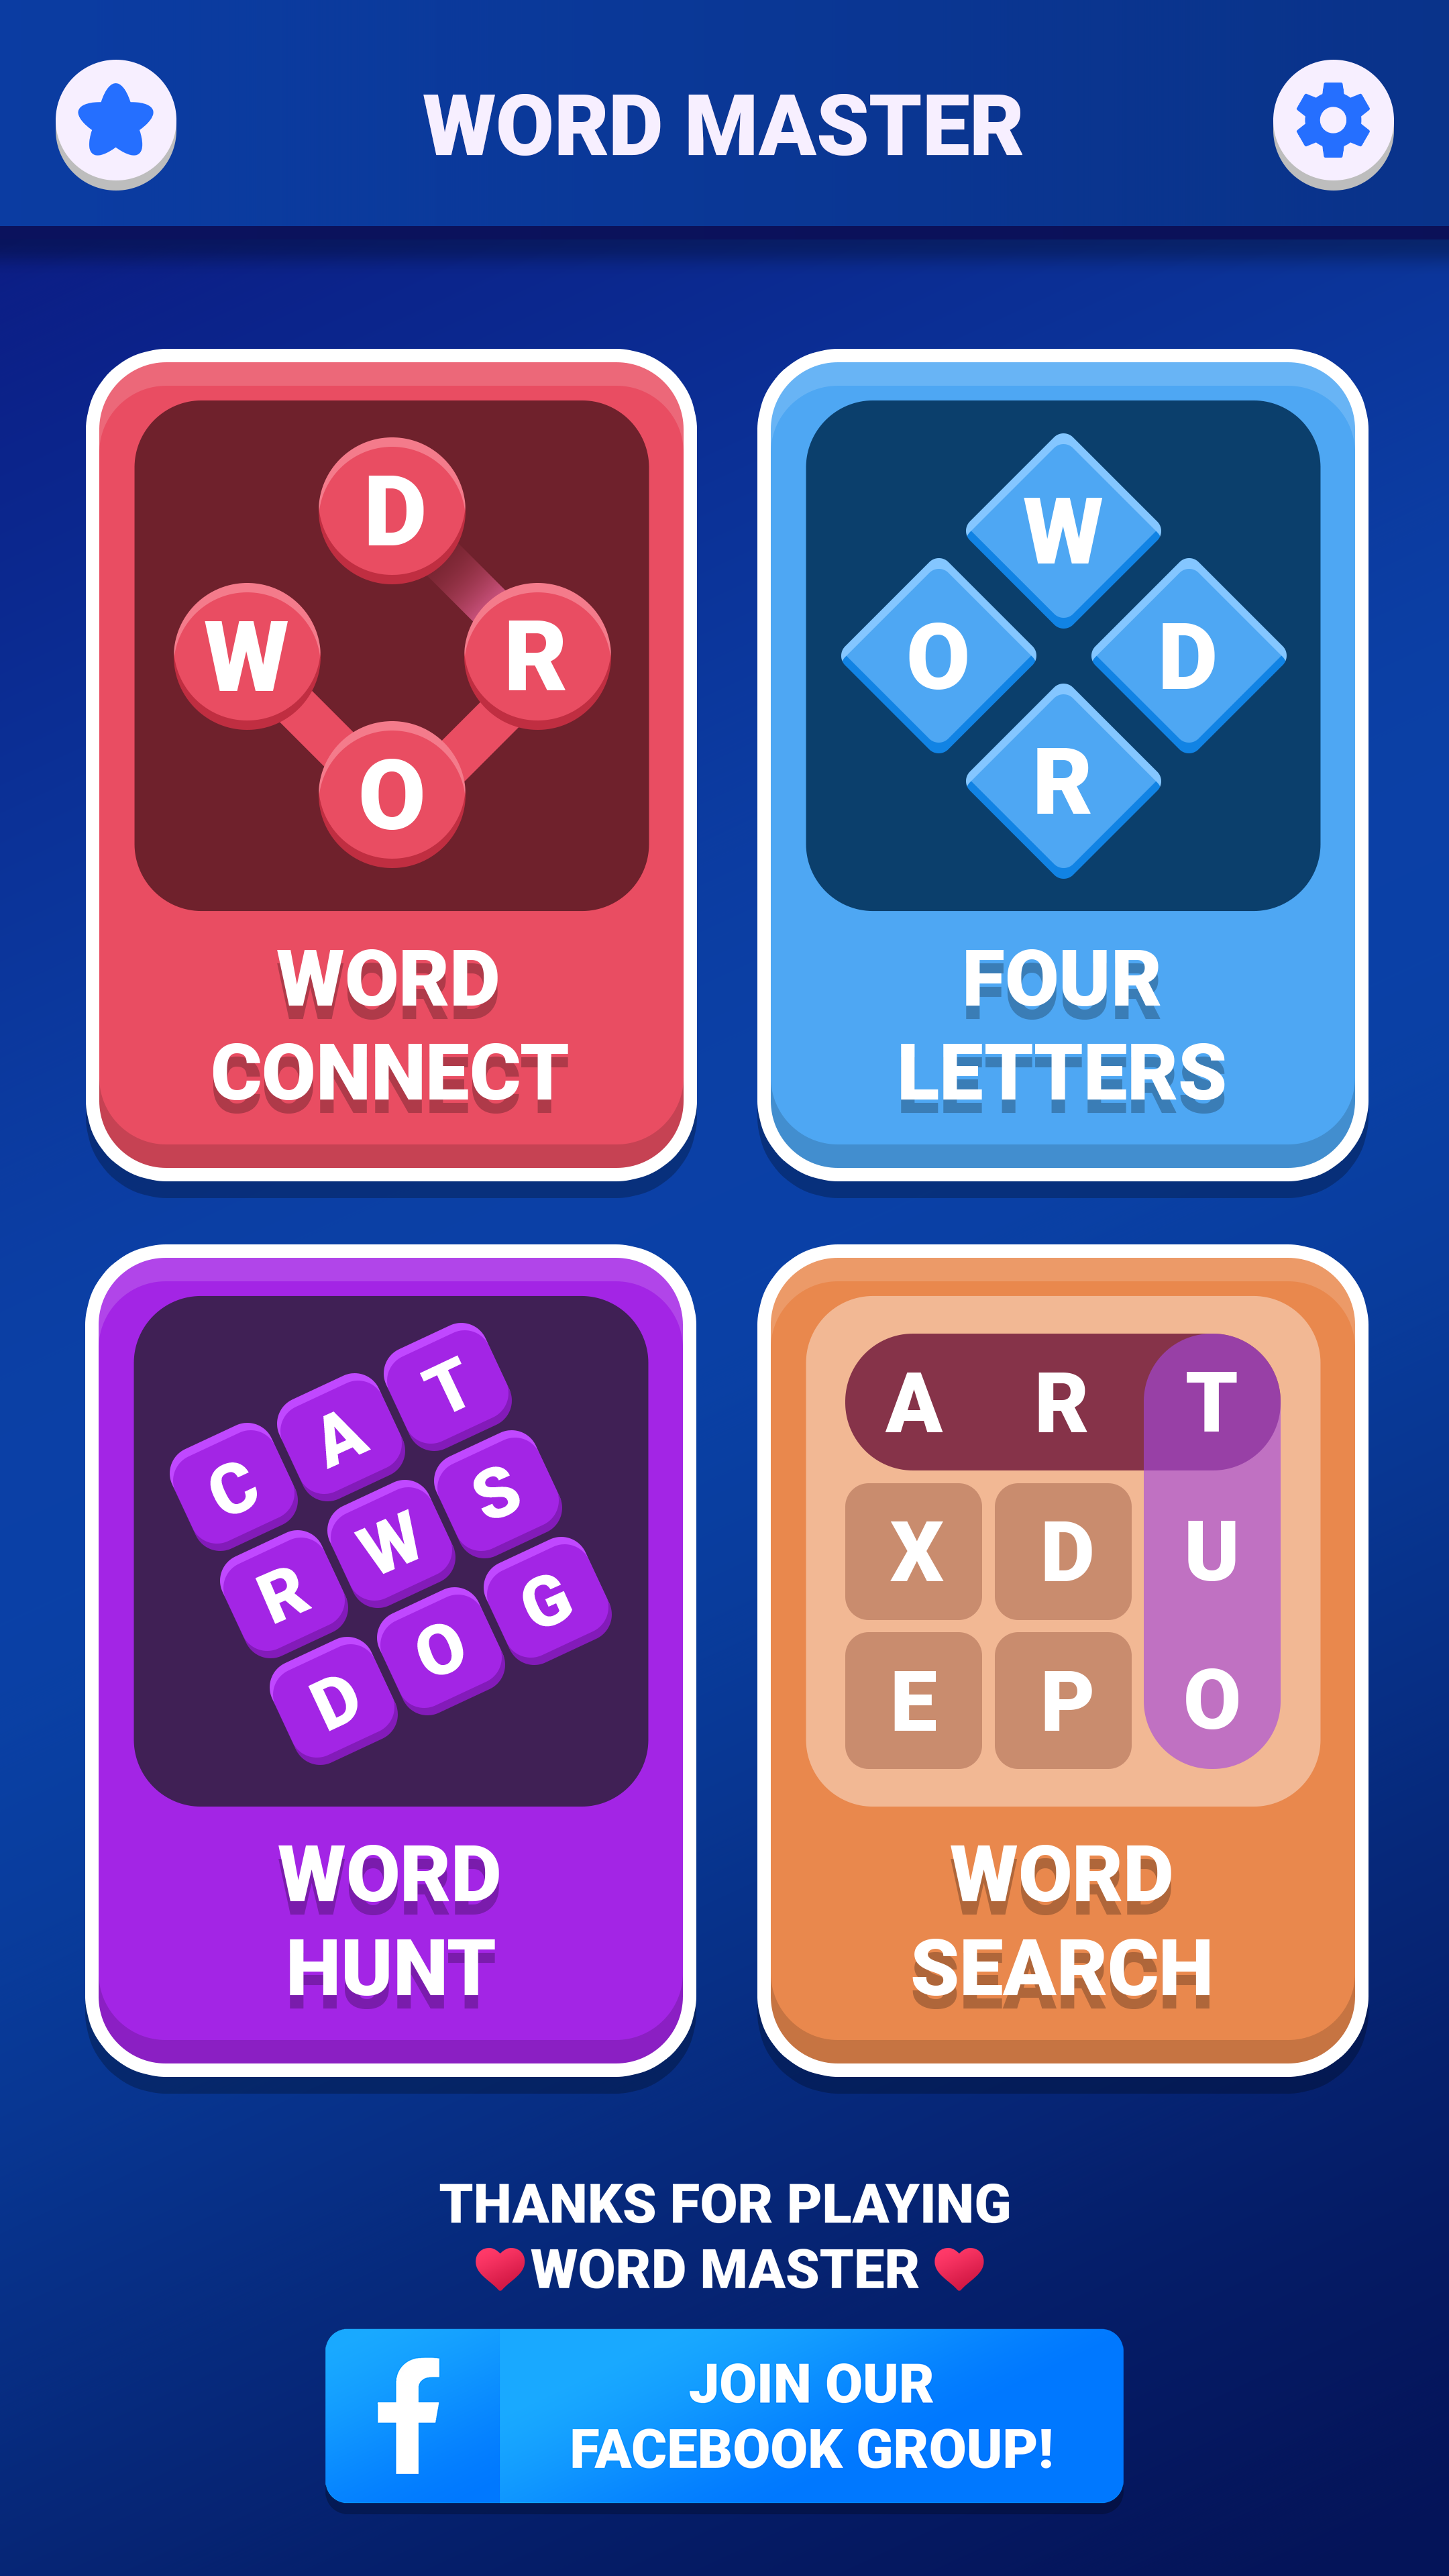 WORD MASTER
D
W R
O
WORD
CONNECT
W
O D
R
FOUR
LETTERS
C A T
R W S
D O G
WORD
HUNT
A R T
X D U
E P O
WORD
SEARCH
THANKS FOR PLAYING
WORD MASTER
f
JOIN OUR
FACEBOOK GROUP!